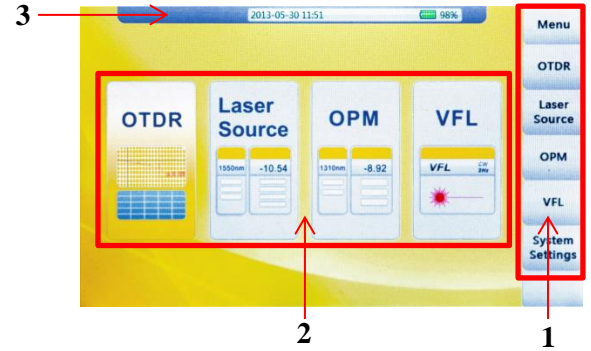 3
2013-05-30 11:51 98%
Menu
OTDR
Laser
Source
OPM
VFL
System
Settings
OTDR
Laser
Source
1550nm -10.54
OPM
1310nm -8.92
VFL
VFL CW
2Hz
2
1